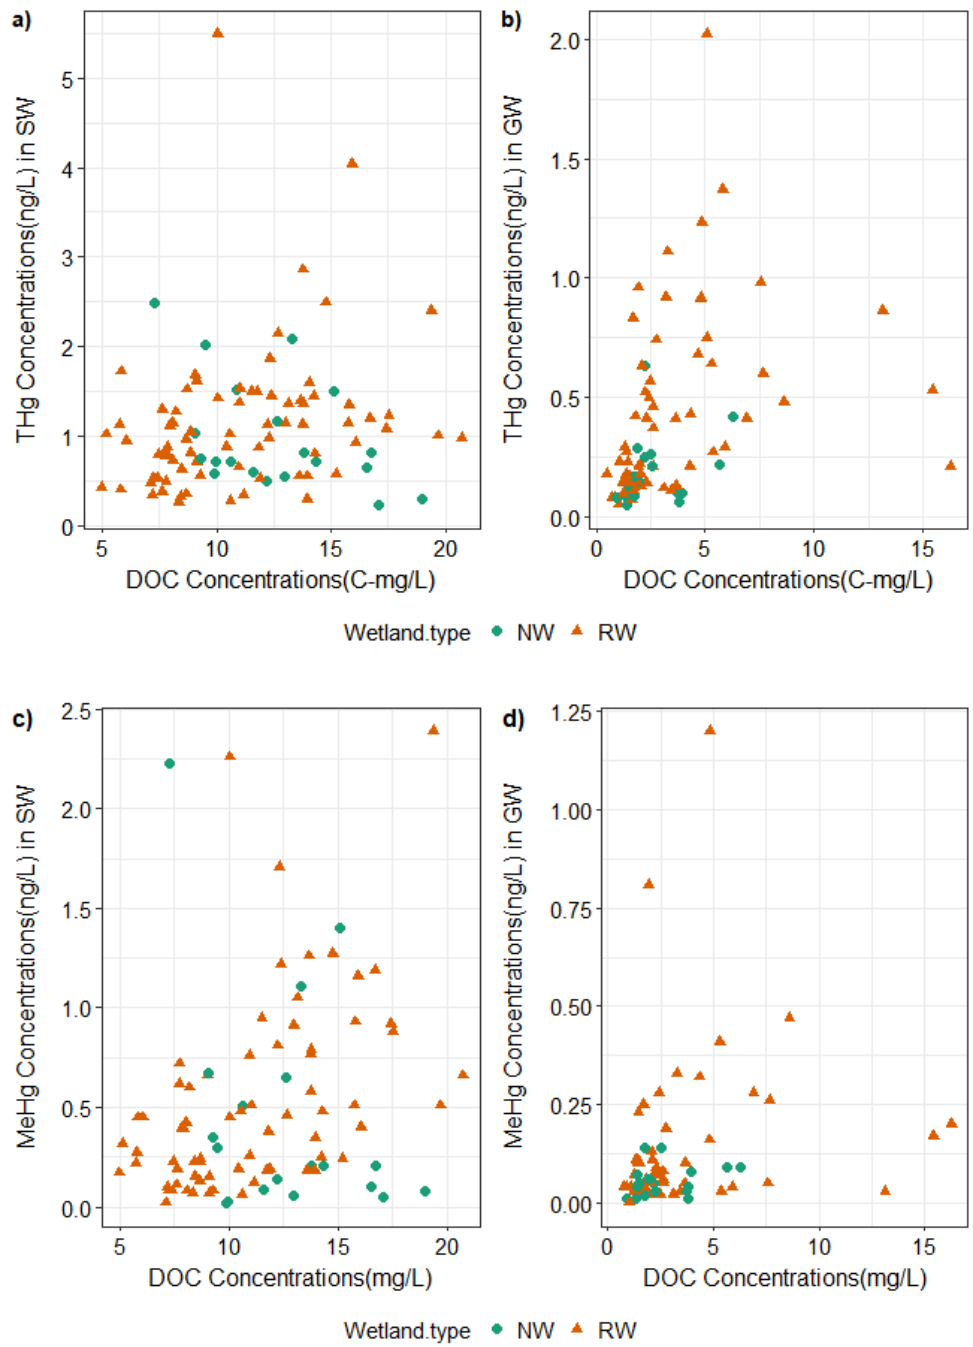 a)
b)
THg Concentrations(ng/L) in SW
5
4
3
2
1
0
5 10 15 20
DOC Concentrations(C-mg/L)
THg Concentrations(ng/L) in GW
2.0
1.5
1.0
0.5
0.0
0 5 10 15
DOC Concentrations(C-mg/L)
Wetland.type NW RW
c)
d)
MeHg Concentrations(ng/L) in SW
2.5
2.0
1.5
1.0
0.5
0.0
5 10 15 20
DOC Concentrations(mg/L)
MeHg Concentrations(ng/L) in GW
1.25
1.00
0.75
0.50
0.25
0.00
0 5 10 15
DOC Concentrations(mg/L)
Wetland.type NW RW